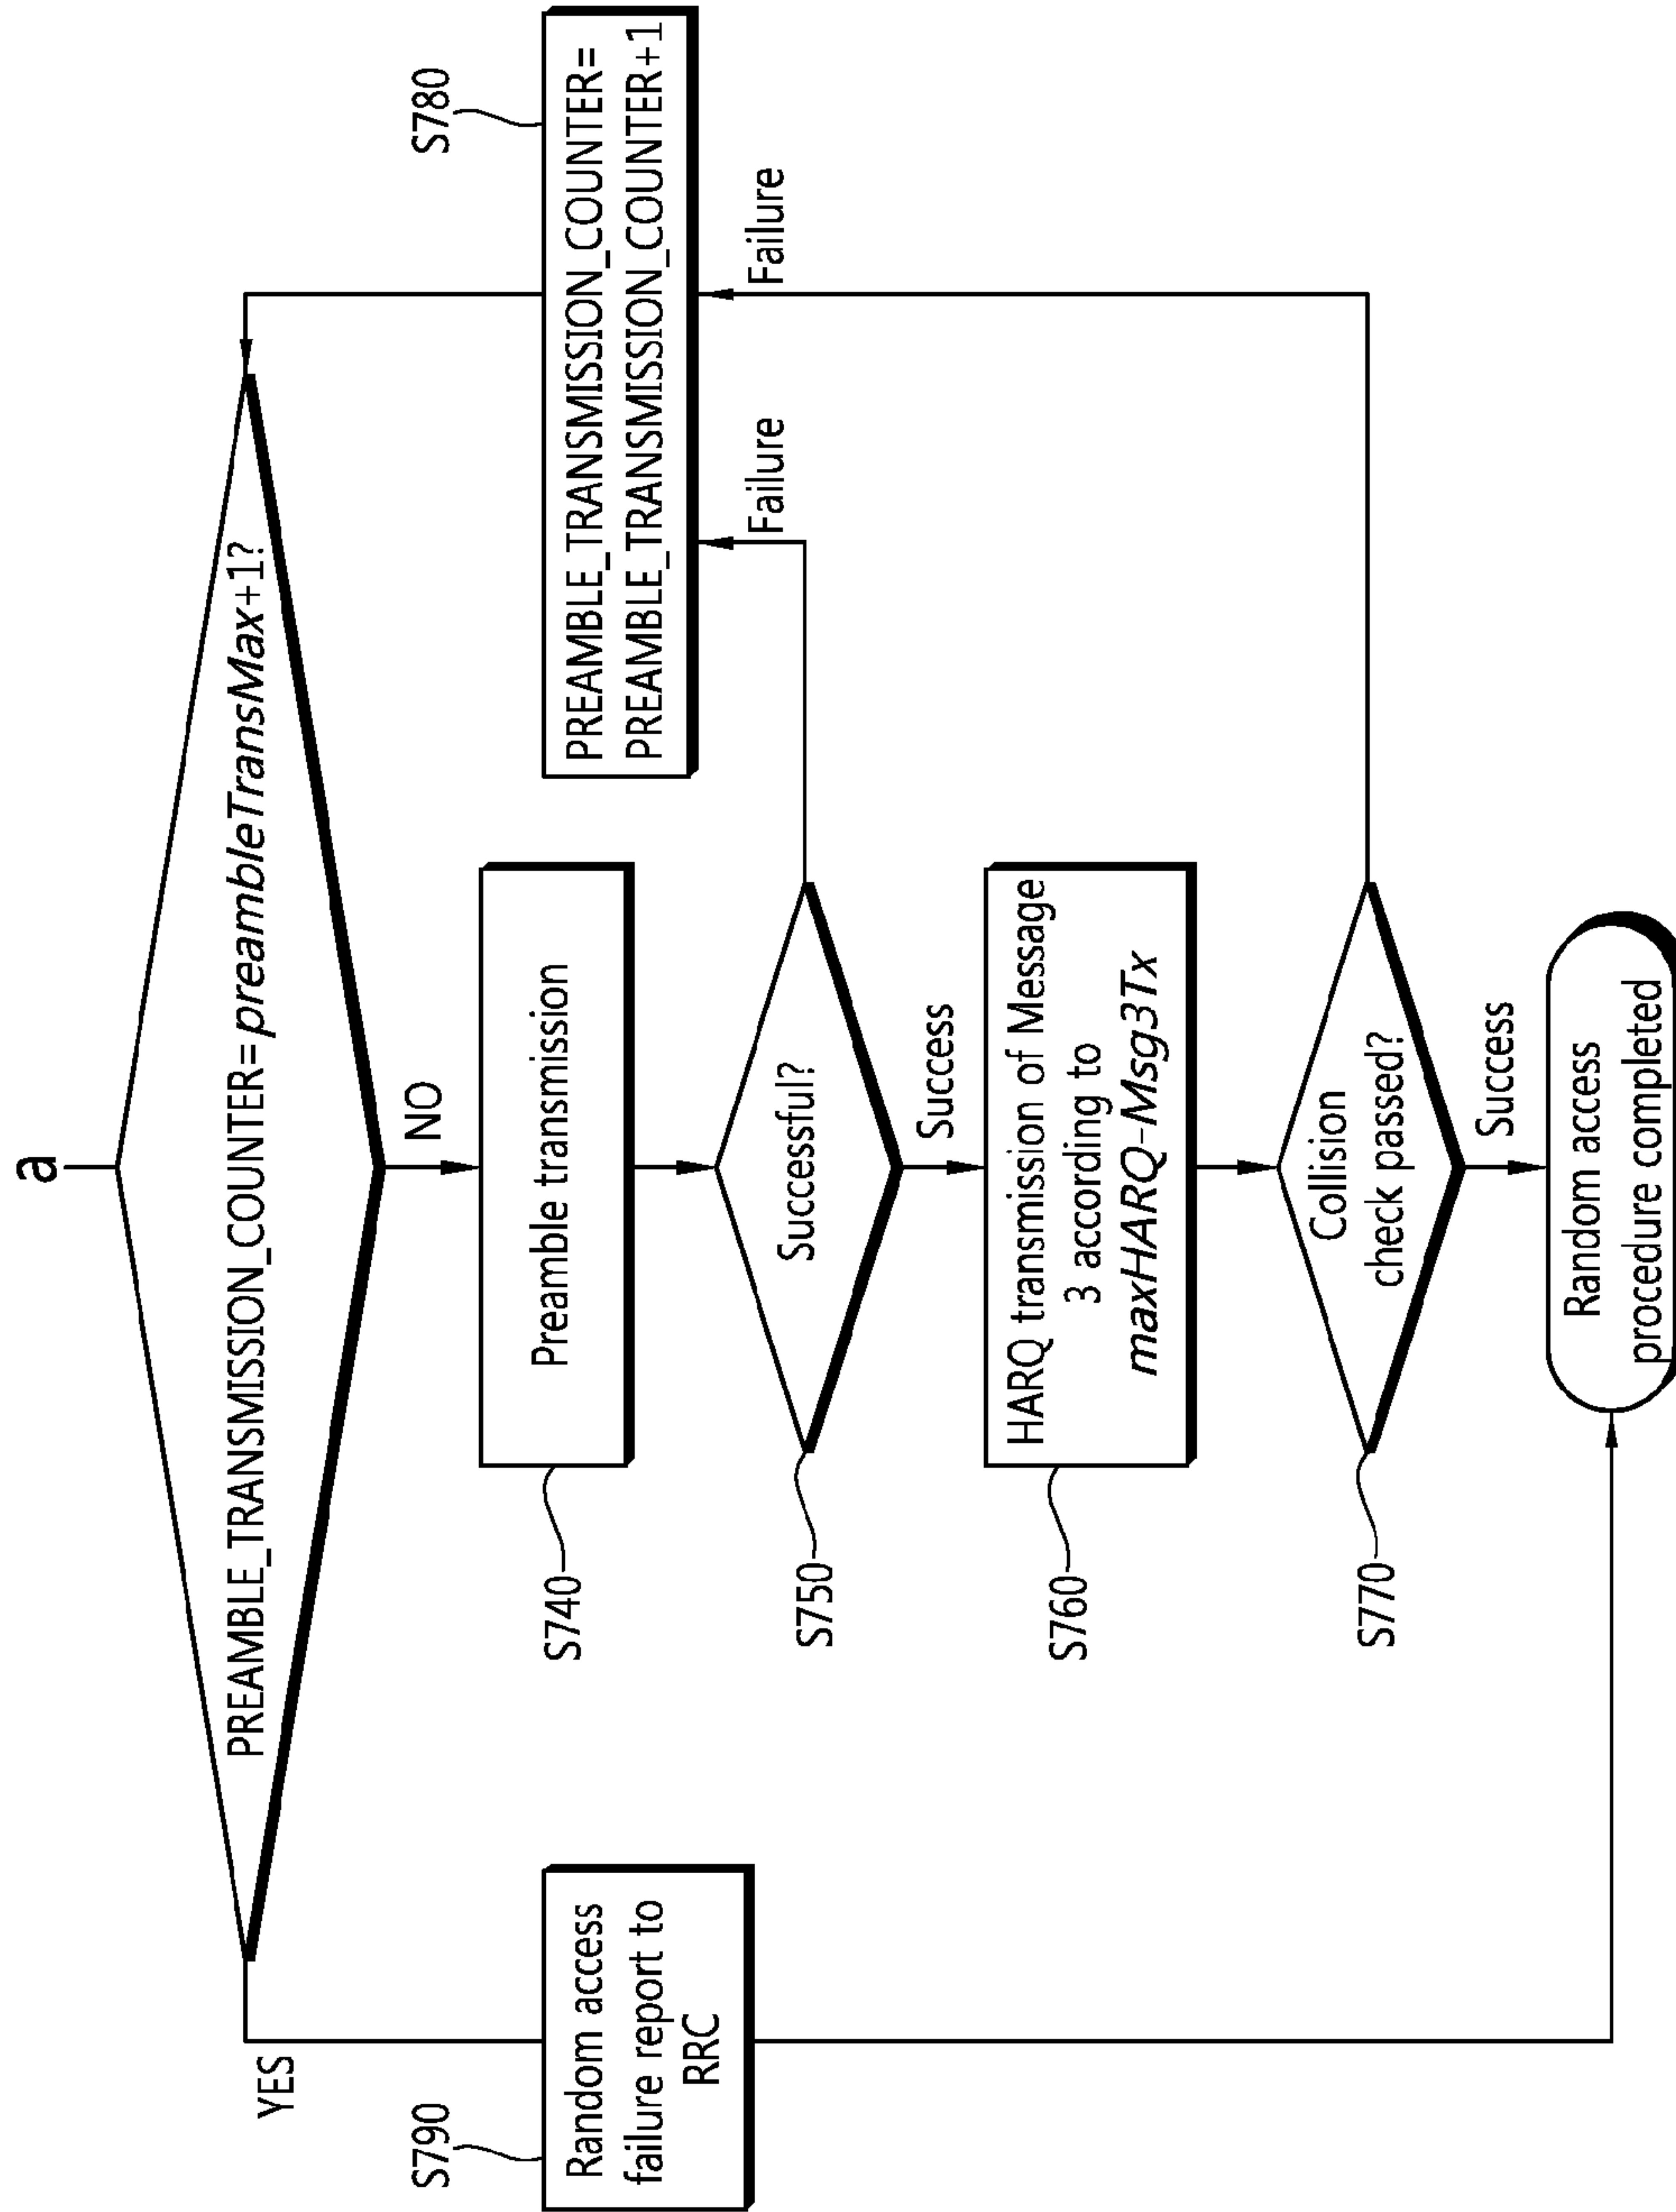 a
PREAMBLE_TRANSMISSION_COUNTER=preambleTransMax+1?
YES
NO
S790
Random access
failure report to
RRC
S740
Preamble transmission
S780
PREAMBLE_TRANSMISSION_COUNTER=
PREAMBLE_TRANSMISSION_COUNTER+1
S750
Successful?
Failure
Failure
Success
S760
HARQ transmission of Message
3 according to
maxHARQ-Msg3Tx
S770
Collision
check passed?
Success
Random access
procedure completed